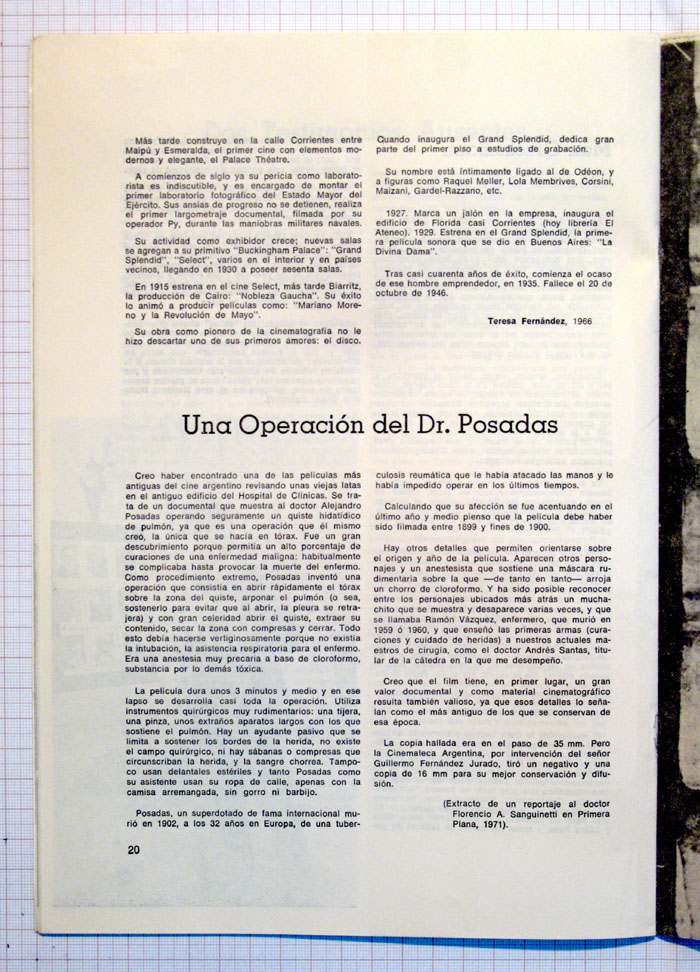 Más tarde construye en la calle Corrientes entre
Maipú y Esmeralda, el primer cine con elementos mo-
dernos y elegante, el Palace Théatre.
A comienzos de siglo ya su pericia como laborato-
rista es indiscutible, y es encargado de montar el
primer laboratorio fotográfico del Estado Mayor del
Ejército. Sus ansias de progreso no se detienen, realiza
el primer largometraje documental, filmada por su
operador Py, durante las maniobras militares navales.
Su actividad como exhibidor crece; nuevas salas
se agregan a su primitivo "Buckingham Palace": "Grand
Splendid", "Select", varios en el interior y en países
vecinos, llegando en 1930 a poseer sesenta salas.
En 1915 estrena en el cine Select, más tarde Biarritz,
la producción de Cairo: "Nobleza Gaucha". Su éxito
lo animó a producir películas como: "Mariano More-
no y la Revolución de Mayo".
Su obra como pionero de la cinematografía no le
hizo descartar uno de sus primeros amores: el disco.
Cuando inaugura el Grand Splendid, dedica gran
parte del primer piso a estudios de grabación.
Su nombre está íntimamente ligado al de Odéon, y
a figuras como Raquel Meller, Lola Membrives, Corsini,
Maizani, Gardel-Razzano, etc.
1927. Marca un jalón en la empresa, inaugura el
edificio de Florida casi Corrientes (hoy librería El
Ateneo). 1929. Estrena en el Grand Splendid, la prime-
ra película sonora que se dio en Buenos Aires: "La
Divina Dama".
Tras casi cuarenta años de éxito, comienza el ocaso
de ese hombre emprendedor, en 1935. Fallece el 20 de
octubre de 1946.
Teresa Fernández, 1966
Una Operación del Dr. Posadas
Creo haber encontrado una de las películas más
antiguas del cine argentino revisando unas viejas latas
en el antiguo edificio del Hospital de Clínicas. Se tra-
ta de un documental que muestra al doctor Alejandro
Posadas operando seguramente un quiste hidatídico
de pulmón, ya que es una operación que él mismo
creó, la única que se hacía en tórax. Fue un gran
descubrimiento porque permitía un alto porcentaje de
curaciones de una enfermedad maligna: habitualmente
se complicaba hasta provocar la muerte del enfermo.
Como procedimiento extremo, Posadas inventó una
operación que consistía en abrir rápidamente el tórax
sobre la zona del quiste, arponar el pulmón (o sea,
sostenerlo para evitar que al abrir, la pleura se retra-
jera) y con gran celeridad abrir el quiste, extraer su
contenido, secar la zona con compresas y cerrar. Todo
esto debía hacerse vertiginosamente porque no existía
la intubación, la asistencia respiratoria para el enfermo.
Era una anestesia muy precaria a base de cloroformo,
substancia por lo demás tóxica.
La película dura unos 3 minutos y medio y en ese
lapso se desarrolla casi toda la operación. Utiliza
instrumentos quirúrgicos muy rudimentarios: una tijera,
una pinza, unos extraños aparatos largos con los que
sostiene el pulmón. Hay un ayudante pasivo que se
limita a sostener los bordes de la herida, no existe
el campo quirúrgico, ni hay sábanas o compresas que
circunscriban la herida, y la sangre chorrea. Tampo-
co usan delantales estériles y tanto Posadas como
su asistente usan su ropa de calle, apenas con la
camisa arremangada, sin gorro ni barbijo.
Posadas, un superdotado de fama internacional mu-
rió en 1902, a los 32 años en Europa, de una tuber-
culosis reumática que le había atacado las manos y le
había impedido operar en los últimos tiempos.
Calculando que su afección se fue acentuando en el
último año y medio pienso que la película debe haber
sido filmada entre 1899 y fines de 1900.
Hay otros detalles que permiten orientarse sobre
el origen y año de la película. Aparecen otros perso-
najes y un anestesista que sostiene una máscara ru-
dimentaria sobre la que —de tanto en tanto— arroja
un chorro de cloroformo. Y ha sido posible reconocer
entre los personajes ubicados más atrás un mucha-
chito que se muestra y desaparece varias veces, y que
se llamaba Ramón Vázquez, enfermero, que murió en
1959 ó 1960, y que enseñó las primeras armas (cura-
ciones y cuidado de heridas) a nuestros actuales ma-
estros de cirugía, como el doctor Andrés Santas, titu-
lar de la cátedra en la que me desempeño.
Creo que el film tiene, en primer lugar, un gran
valor documental y como material cinematográfico
resulta también valioso, ya que esos detalles lo seña-
lan como el más antiguo de los que se conservan de
esa época.
La copia hallada era en el paso de 35 mm. Pero
la Cinemateca Argentina, por intervención del señor
Guillermo Fernández Jurado, tiró un negativo y una
copia de 16 mm para su mejor conservación y difu-
sión.
(Extracto de un reportaje al doctor
Florencio A. Sanguinetti en Primera
Plana, 1971).
20